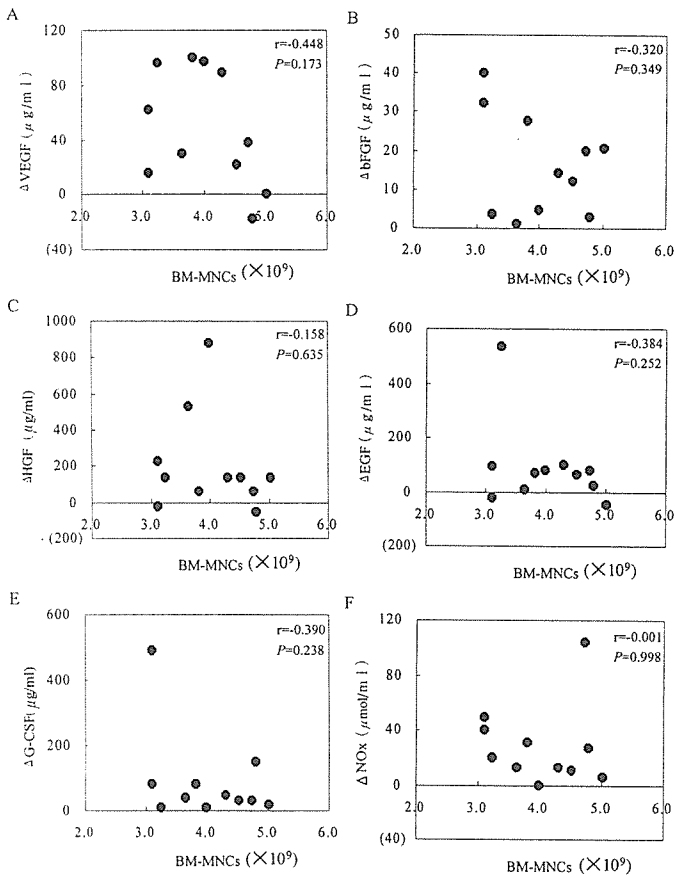 A
120
80
40
0
(40)
ΔVEGF (μg/ml)
r=-0.448
P=0.173
2.0 3.0 4.0 5.0 6.0
BM-MNCs (×10⁹)
B
50
40
30
20
10
0
ΔbFGF (μg/ml)
r=-0.320
P=0.349
2.0 3.0 4.0 5.0 6.0
BM-MNCs (×10⁹)
C
1000
800
600
400
200
0
(200)
ΔHGF (μg/ml)
r=-0.158
P=0.635
2.0 3.0 4.0 5.0 6.0
BM-MNCs (×10⁹)
D
600
400
200
0
(200)
ΔEGF (μg/ml)
r=-0.384
P=0.252
2.0 3.0 4.0 5.0 6.0
BM-MNCs (×10⁹)
E
600
400
200
0
ΔG-CSF(μg/ml)
r=-0.390
P=0.238
2.0 3.0 4.0 5.0 6.0
BM-MNCs (×10⁹)
F
120
80
40
0
(40)
ΔNOx (μmol/ml)
r=-0.001
P=0.998
2.0 3.0 4.0 5.0 6.0
BM-MNCs (×10⁹)